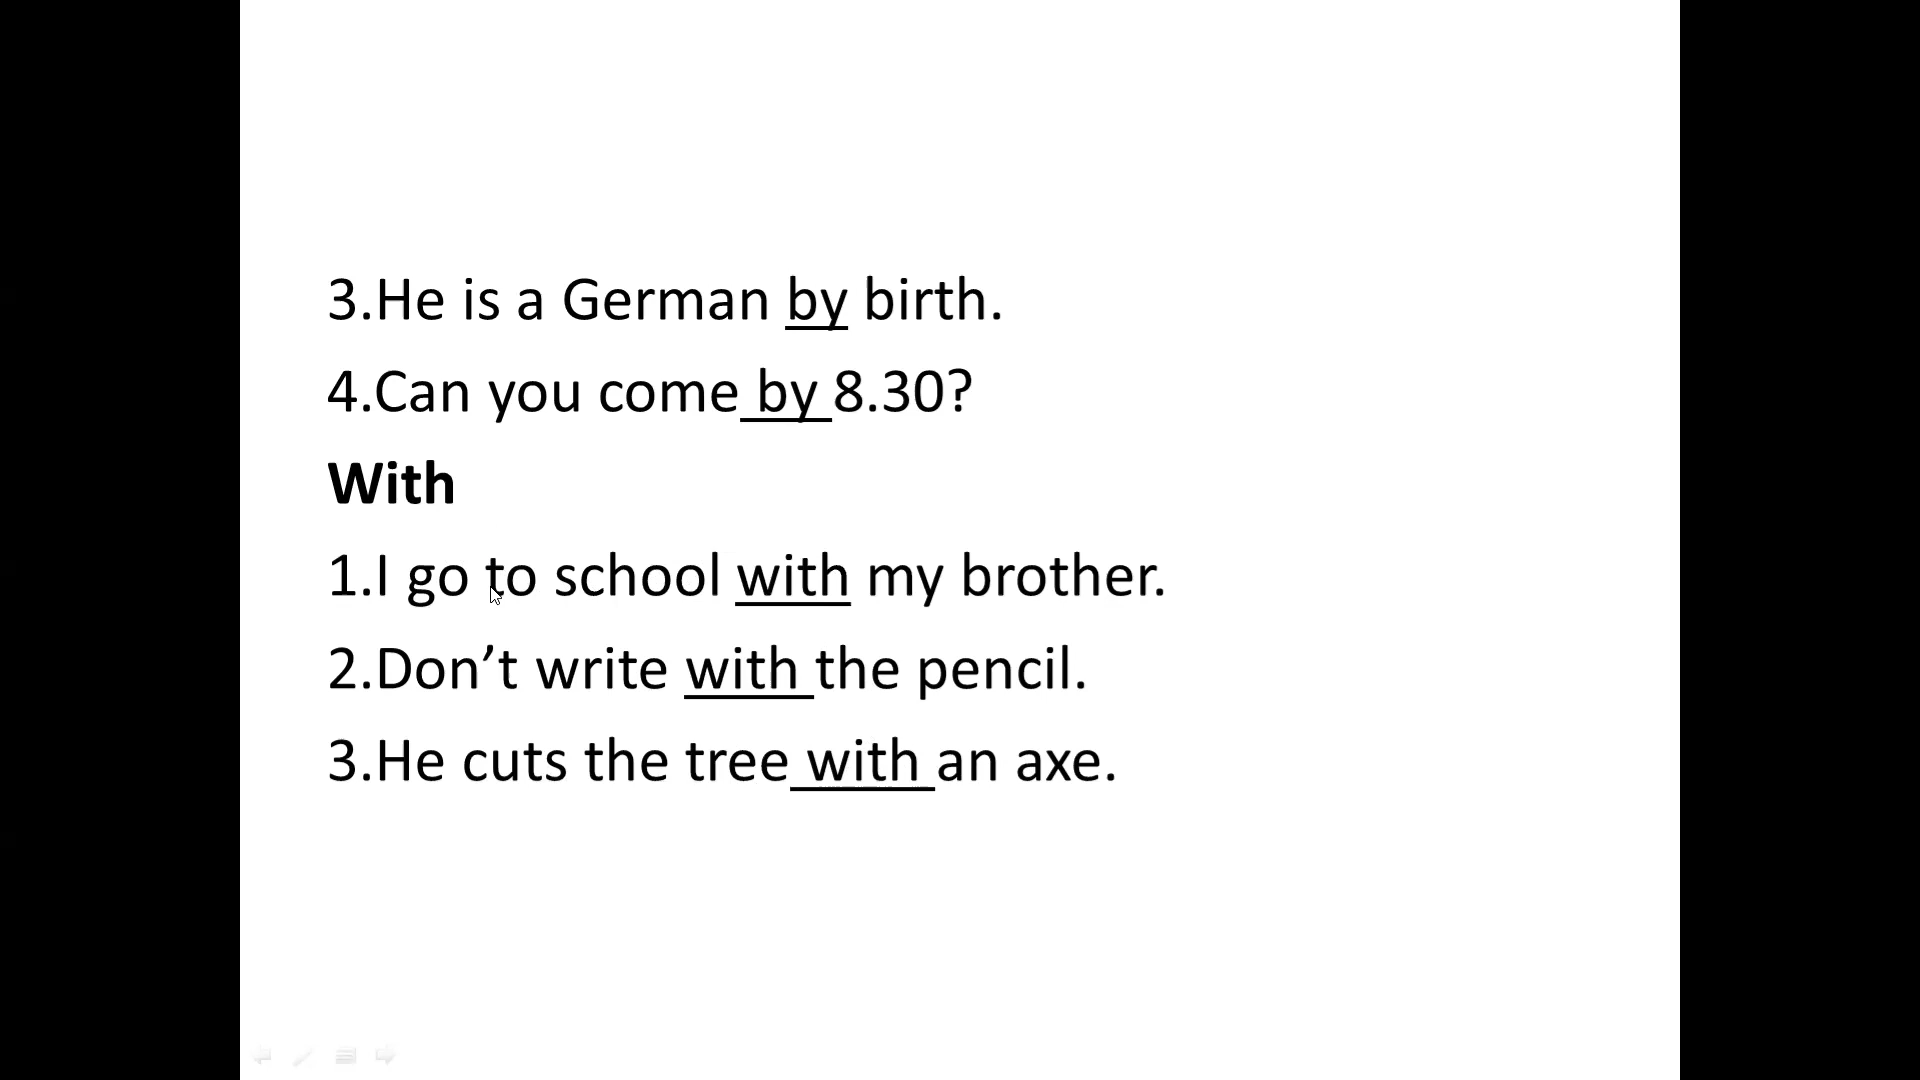 3.He is a German by birth.
4.Can you come by 8.30?
With
1.I go to school with my brother.
2.Don’t write with the pencil.
3.He cuts the tree with an axe.